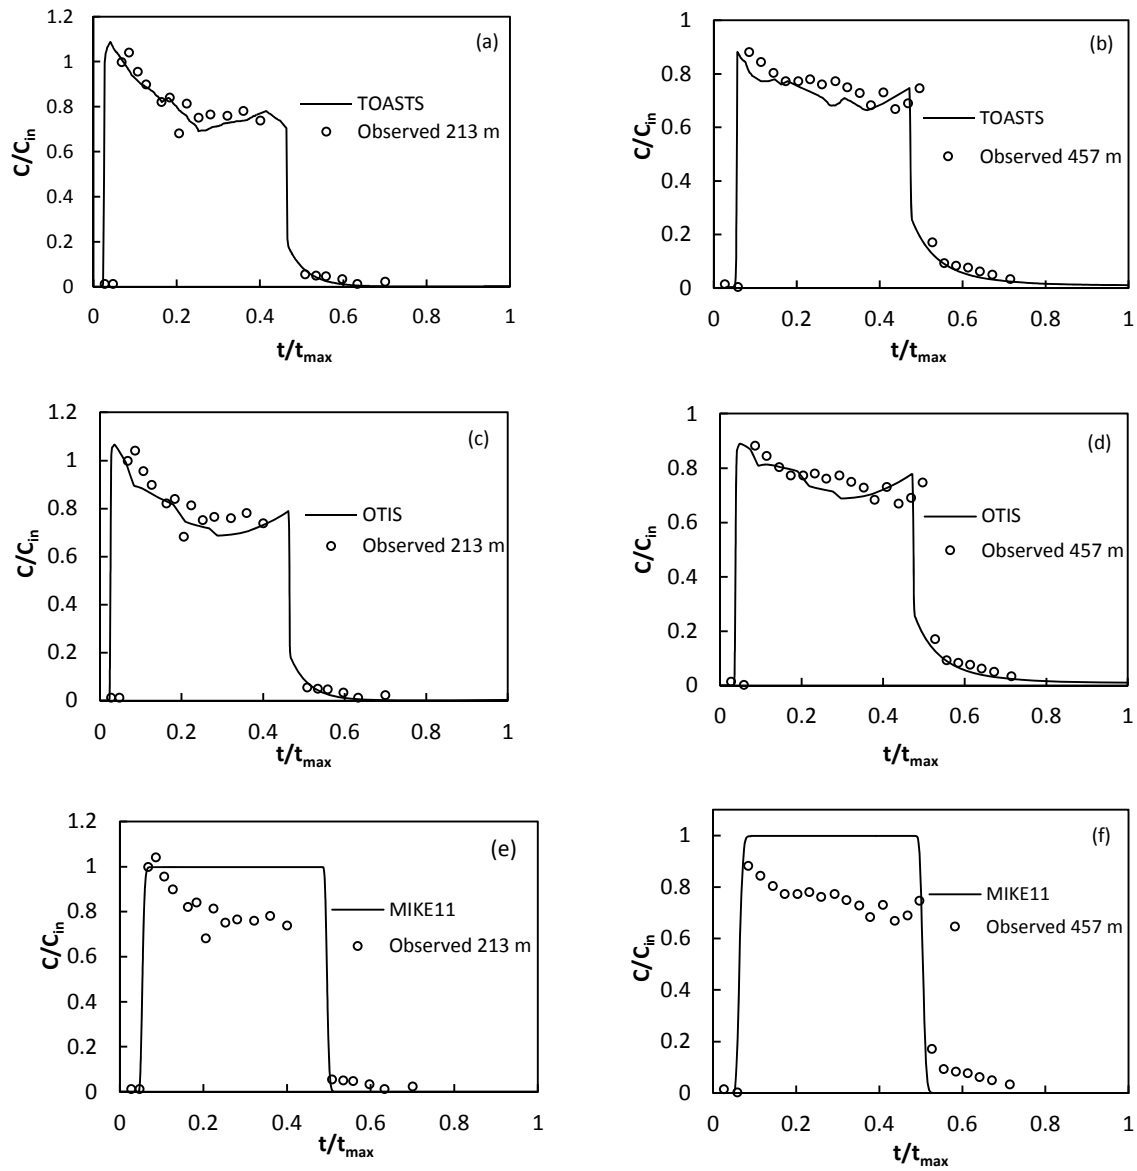 1.2
1
0.8
0.6
0.4
0.2
0
0 0.2 0.4 0.6 0.8 1
C/Cin
t/tmax
(a)
TOASTS
Observed 213 m
1
0.8
0.6
0.4
0.2
0
0 0.2 0.4 0.6 0.8 1
C/Cin
t/tmax
(b)
TOASTS
Observed 457 m
1.2
1
0.8
0.6
0.4
0.2
0
0 0.2 0.4 0.6 0.8 1
C/Cin
t/tmax
(c)
OTIS
Observed 213 m
1
0.8
0.6
0.4
0.2
0
0 0.2 0.4 0.6 0.8 1
C/Cin
t/tmax
(d)
OTIS
Observed 457 m
1.2
1
0.8
0.6
0.4
0.2
0
0 0.2 0.4 0.6 0.8 1
C/Cin
t/tmax
(e)
MIKE11
Observed 213 m
1
0.8
0.6
0.4
0.2
0
0 0.2 0.4 0.6 0.8 1
C/Cin
t/tmax
(f)
MIKE11
Observed 457 m